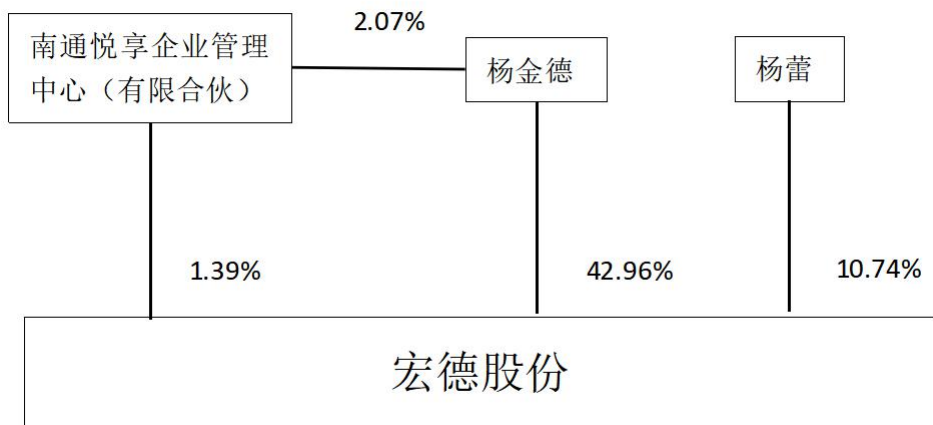 2.07%
南通悦享企业管理
中心（有限合伙）
杨金德
杨蕾
1.39%
42.96%
10.74%
宏德股份